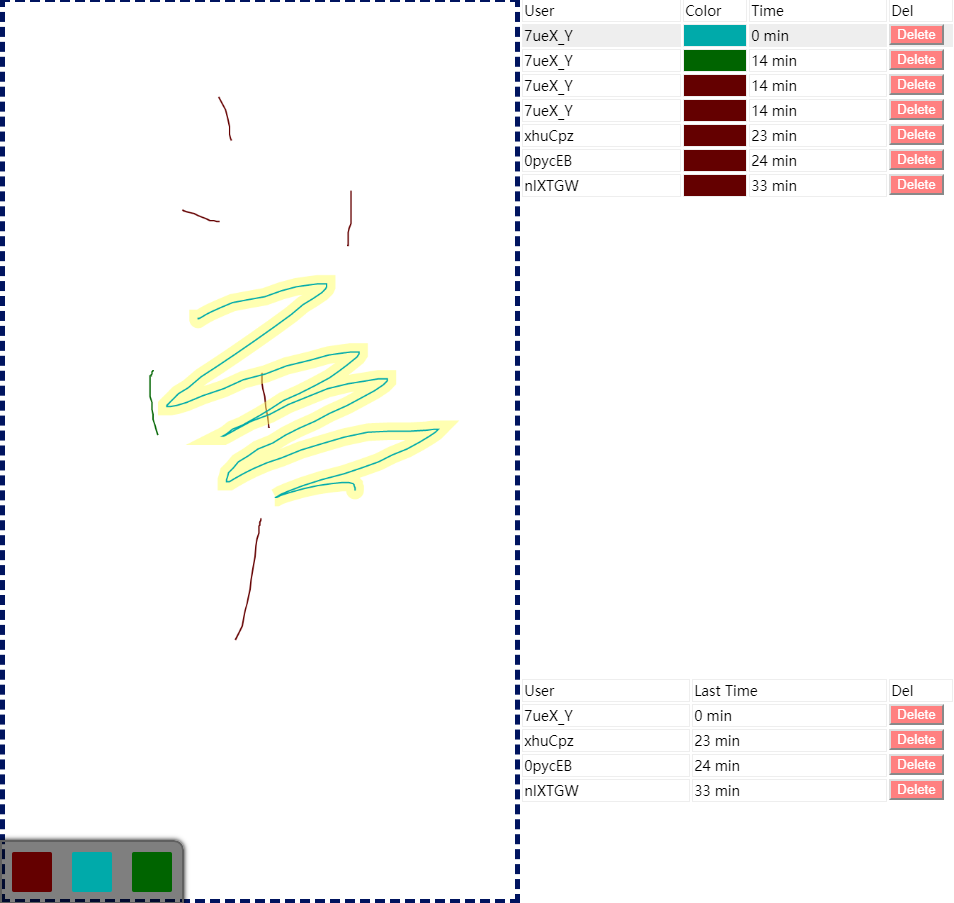 User Color Time Del
7ueX_Y 0 min Delete
7ueX_Y 14 min Delete
7ueX_Y 14 min Delete
7ueX_Y 14 min Delete
xhuCpz 23 min Delete
0pycEB 24 min Delete
nIXTGW 33 min Delete
User Last Time Del
7ueX_Y 0 min Delete
xhuCpz 23 min Delete
0pycEB 24 min Delete
nIXTGW 33 min Delete